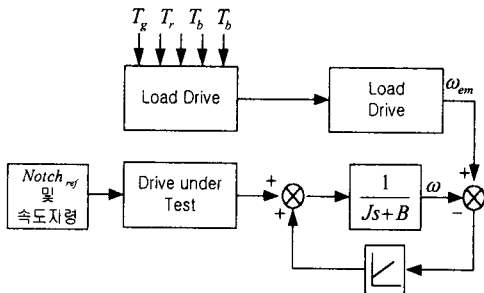 T_g T_r T_b T_b
Load Drive
Load
Drive
ω_em
Notch_ref
및
속도지령
Drive under
Test
+
+
1
Js+B
ω
+
−